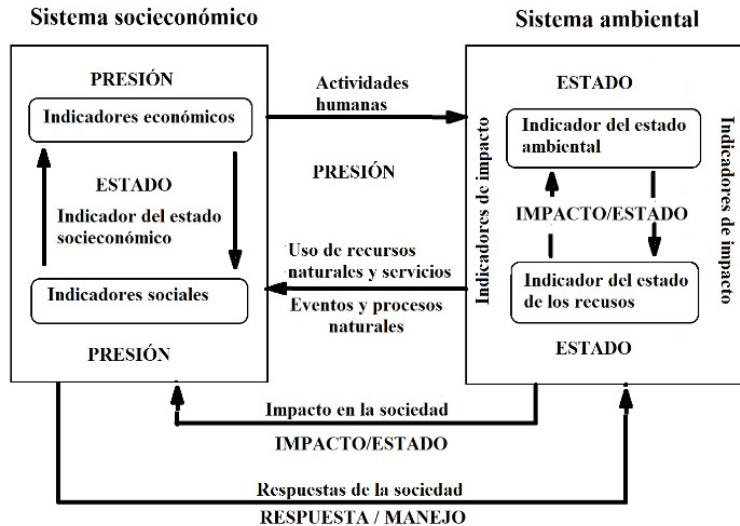 Sistema socieconómico
Sistema ambiental
PRESIÓN
Indicadores económicos
ESTADO
Indicador del estado
socieconómico
Indicadores sociales
PRESIÓN
Actividades
humanas
PRESIÓN
Uso de recursos
naturales y servicios
Eventos y procesos
naturales
Indicadores de impacto
ESTADO
Indicador del estado
ambiental
IMPACTO/ESTADO
Indicador del estado
de los recusos
ESTADO
Indicadores de impacto
Impacto en la sociedad
IMPACTO/ESTADO
Respuestas de la sociedad
RESPUESTA / MANEJO